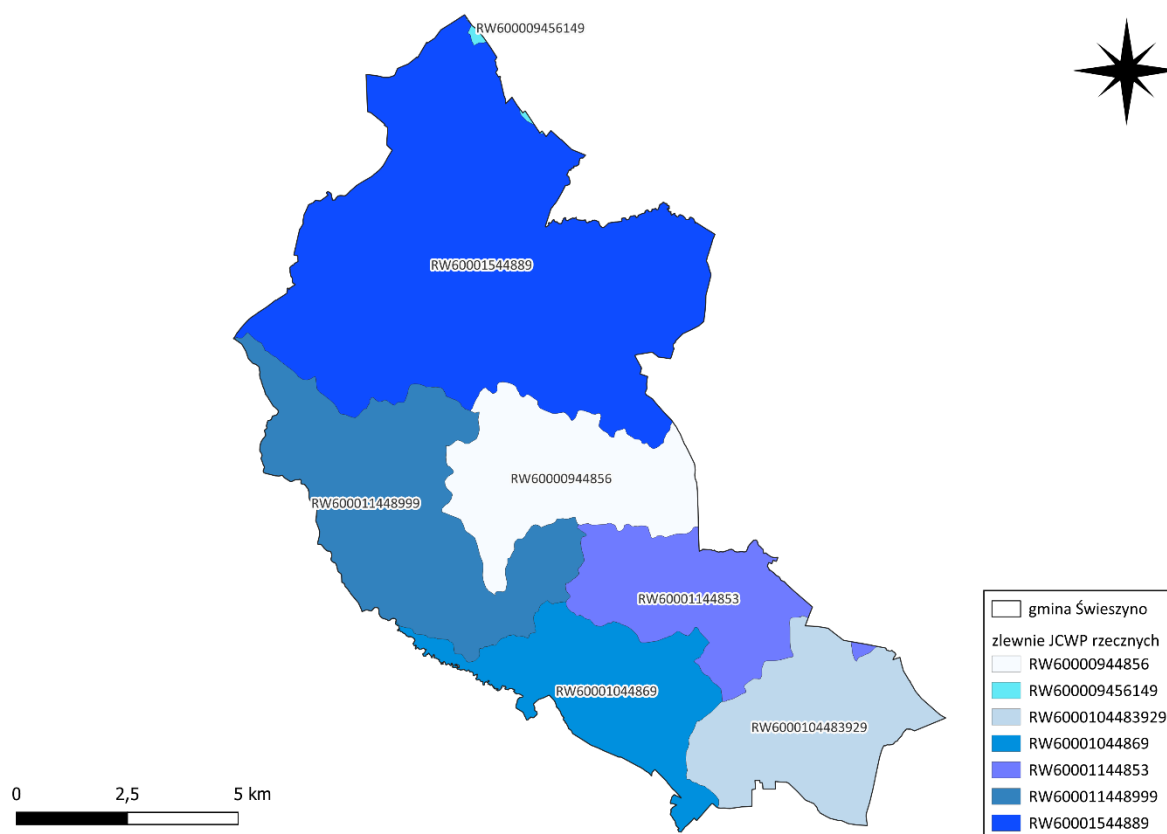 RW600009456149
RW60001544889
RW60000944856
RW600011448999
RW60001144853
RW60001044869
RW6000104483929
0 2,5 5 km
gmina Świeszyno
zlewnie JCWP rzecznych
RW60000944856
RW600009456149
RW6000104483929
RW60001044869
RW60001144853
RW600011448999
RW60001544889